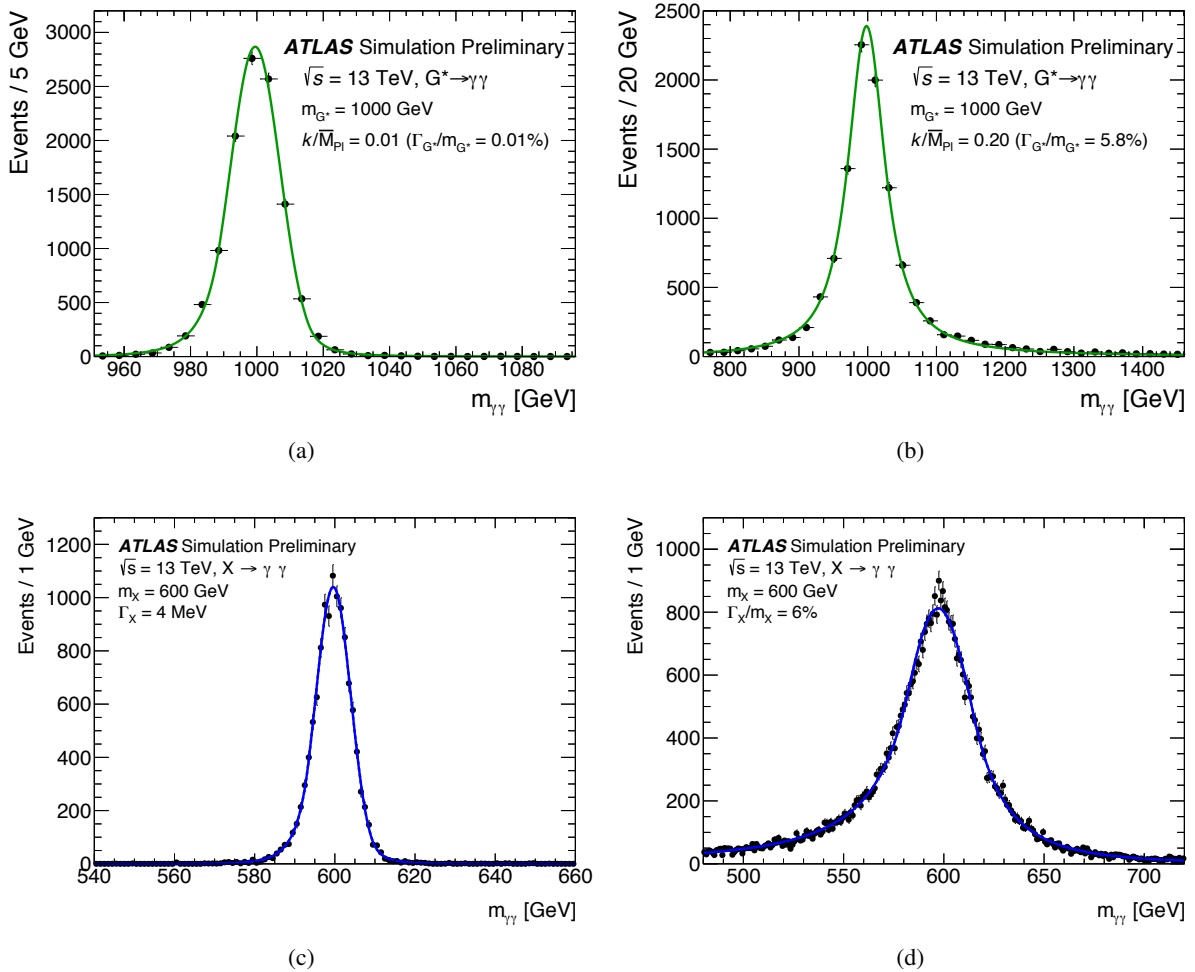 Events / 5 GeV
3000
2500
2000
1500
1000
500
0
ATLAS Simulation Preliminary
√s = 13 TeV, G*→γγ
m_G* = 1000 GeV
k/M̅_Pl = 0.01 (Γ_G*/m_G* = 0.01%)
960 980 1000 1020 1040 1060 1080
m_γγ [GeV]
(a)
Events / 20 GeV
2500
2000
1500
1000
500
0
ATLAS Simulation Preliminary
√s = 13 TeV, G*→γγ
m_G* = 1000 GeV
k/M̅_Pl = 0.20 (Γ_G*/m_G* = 5.8%)
800 900 1000 1100 1200 1300 1400
m_γγ [GeV]
(b)
Events / 1 GeV
1200
1000
800
600
400
200
0
ATLAS Simulation Preliminary
√s = 13 TeV, X → γ γ
m_X = 600 GeV
Γ_X = 4 MeV
540 560 580 600 620 640 660
m_γγ [GeV]
(c)
Events / 1 GeV
1000
800
600
400
200
0
ATLAS Simulation Preliminary
√s = 13 TeV, X → γ γ
m_X = 600 GeV
Γ_X/m_X = 6%
500 550 600 650 700
m_γγ [GeV]
(d)